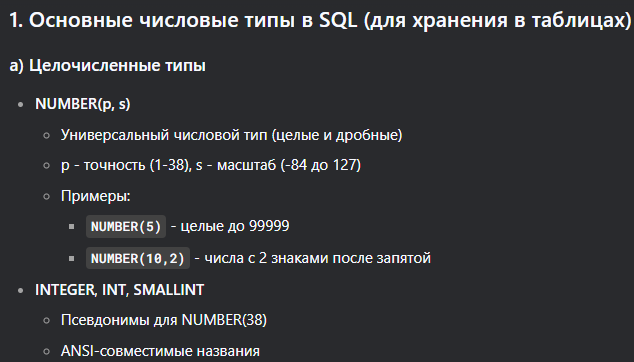 1. Основные числовые типы в SQL (для хранения в таблицах)
a) Целочисленные типы
NUMBER(p, s)
Универсальный числовой тип (целые и дробные)
p - точность (1-38), s - масштаб (-84 до 127)
Примеры:
NUMBER(5) - целые до 99999
NUMBER(10,2) - числа с 2 знаками после запятой
INTEGER, INT, SMALLINT
Псевдонимы для NUMBER(38)
ANSI-совместимые названия